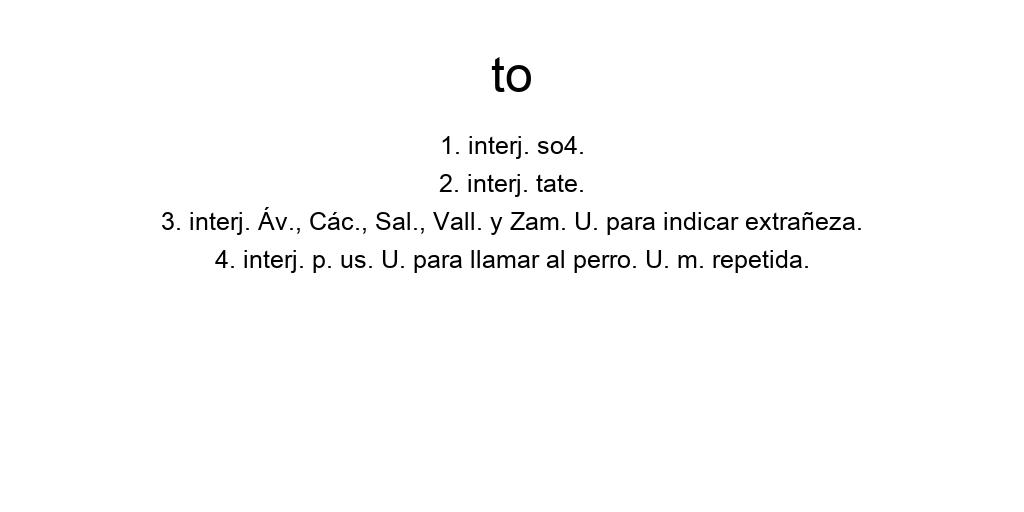 to
1. interj. so4.
2. interj. tate.
3. interj. Áv., Các., Sal., Vall. y Zam. U. para indicar extrañeza.
4. interj. p. us. U. para llamar al perro. U. m. repetida.